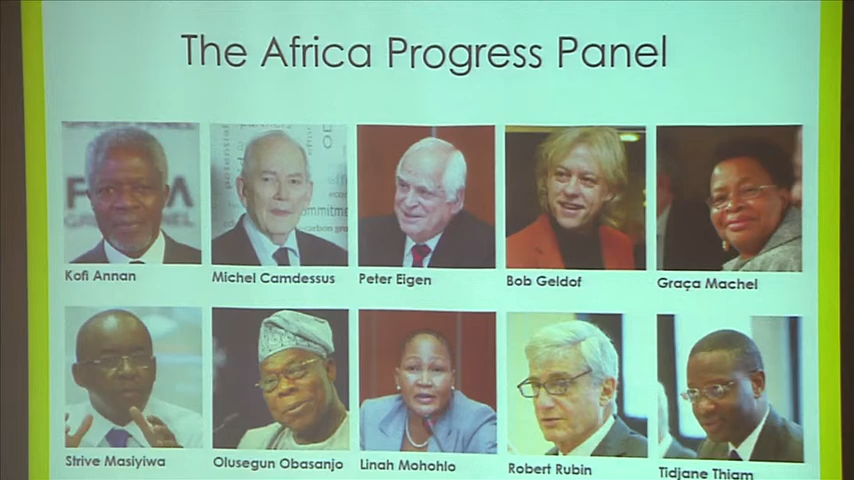 The Africa Progress Panel
Kofi Annan
Michel Camdessus
Peter Eigen
Bob Geldof
Graça Machel
Strive Masiyiwa
Olusegun Obasanjo
Linah Mohohlo
Robert Rubin
Tidjane Thiam